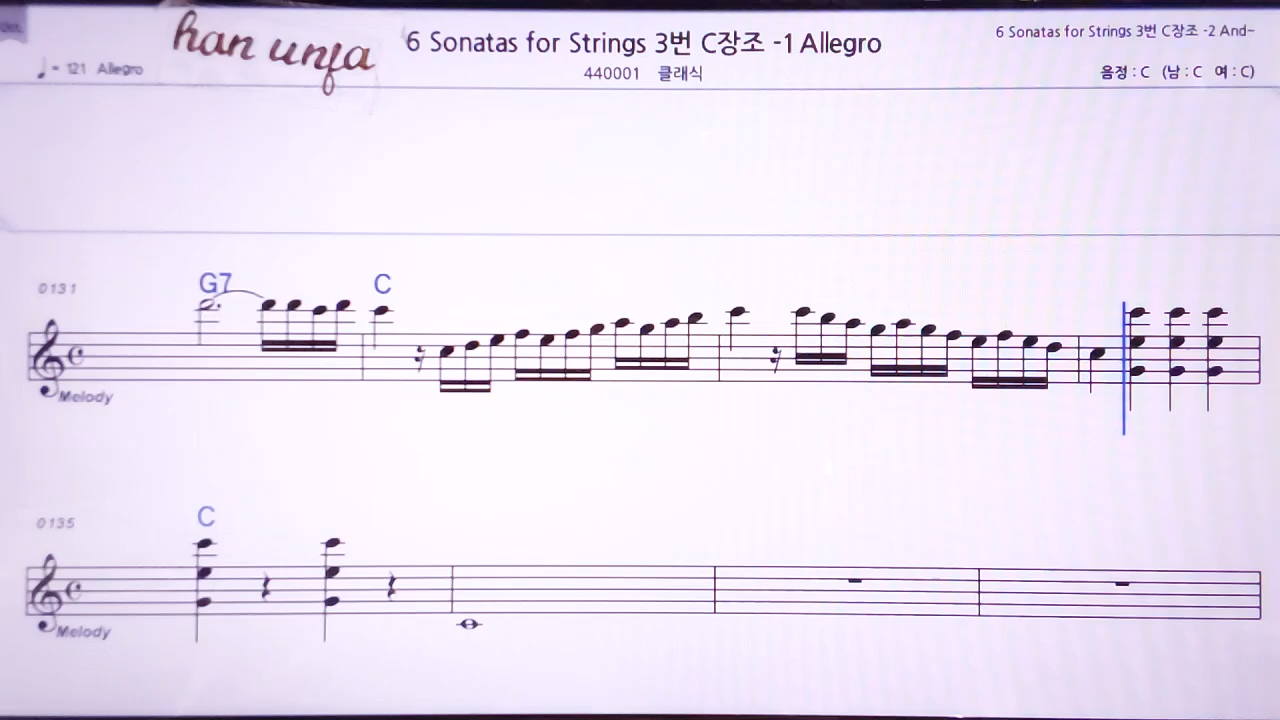 han unja
6 Sonatas for Strings 3번 C장조 -1 Allegro
6 Sonatas for Strings 3번 C장조 -2 And~
♩= 121 Allegro
440001 클래식
음정 : C (남 : C 여 : C)
0131
G7 C
Melody
0135
C
Melody